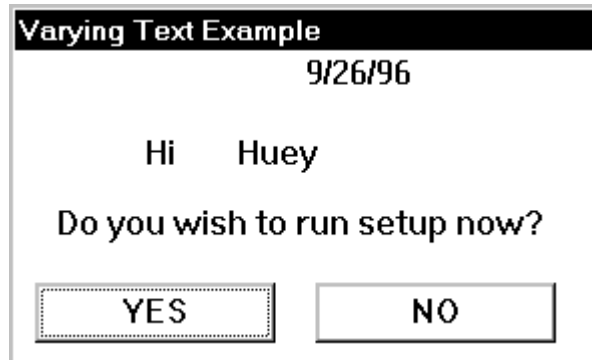 Varying Text Example
9/26/96
Hi Huey
Do you wish to run setup now?
YES NO